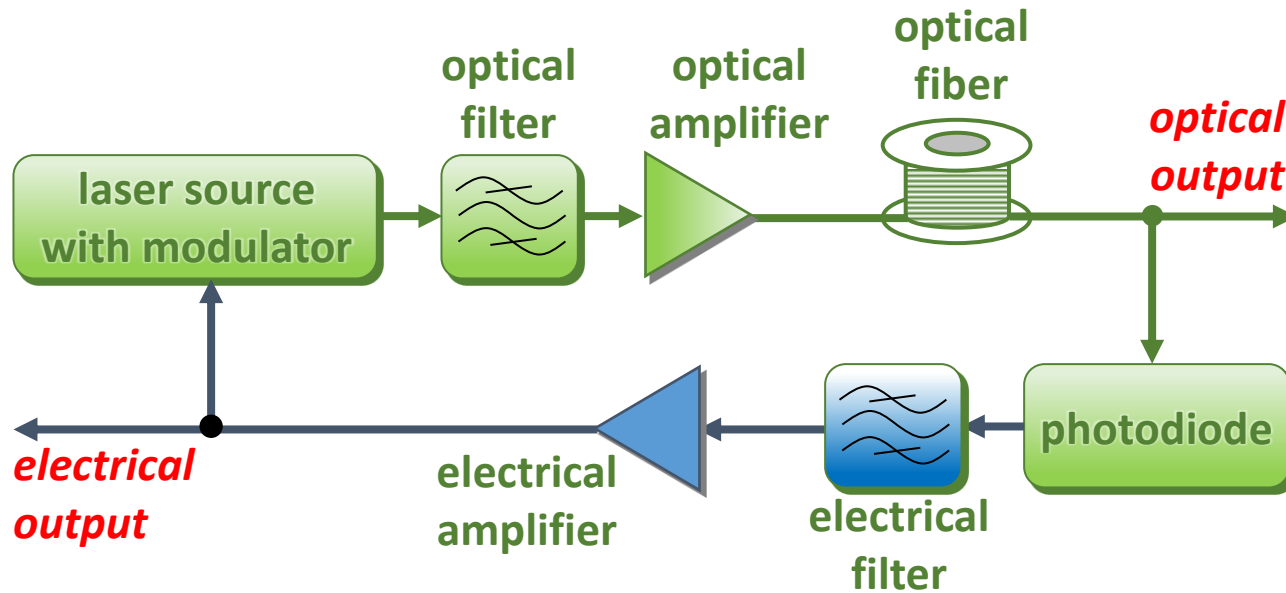 optical
filter
optical
amplifier
optical
fiber
optical
output
laser source
with modulator
photodiode
electrical
filter
electrical
amplifier
electrical
output